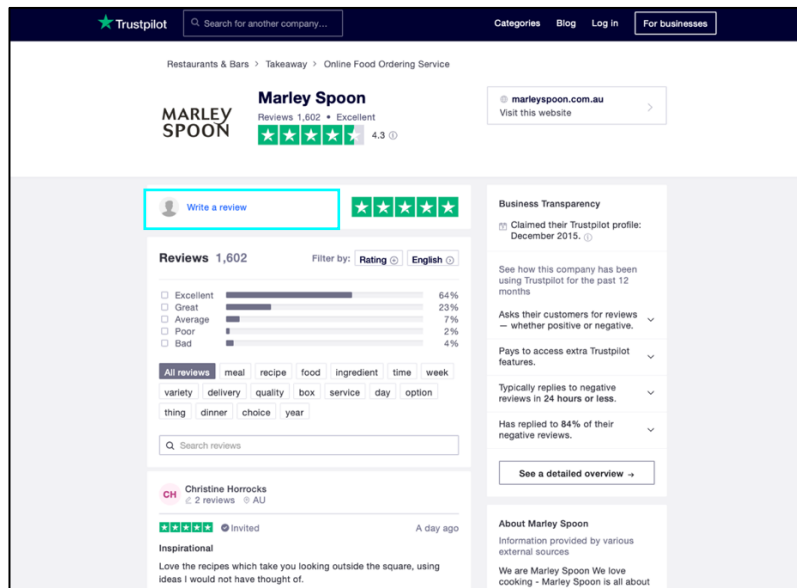 Trustpilot
Search for another company...
Categories Blog Log in For businesses
Restaurants & Bars > Takeaway > Online Food Ordering Service
MARLEY
SPOON
Marley Spoon
Reviews 1,602 • Excellent
4.3
marleyspoon.com.au
Visit this website
Write a review
Reviews 1,602
Filter by: Rating English
Excellent 64%
Great 23%
Average 7%
Poor 2%
Bad 4%
All reviews meal recipe food ingredient time week
variety delivery quality box service day option
thing dinner choice year
Search reviews
CH
Christine Horrocks
2 reviews AU
Invited A day ago
Inspirational
Love the recipes which take you looking outside the square, using
ideas I would not have thought of.
Business Transparency
Claimed their Trustpilot profile:
December 2015.
See how this company has been
using Trustpilot for the past 12
months
Asks their customers for reviews
— whether positive or negative.
Pays to access extra Trustpilot
features.
Typically replies to negative
reviews in 24 hours or less.
Has replied to 84% of their
negative reviews.
See a detailed overview →
About Marley Spoon
Information provided by various
external sources
We are Marley Spoon We love
cooking - Marley Spoon is all about